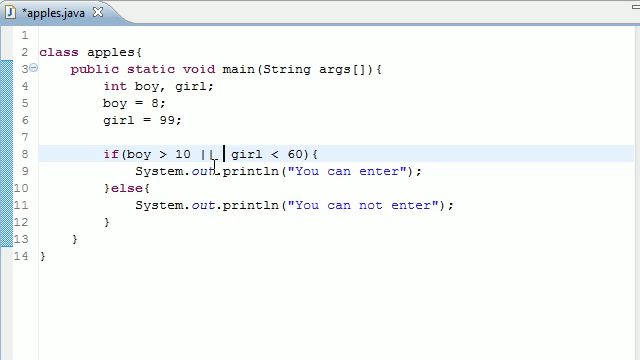 *apples.java
1
2 class apples{
3 public static void main(String args[]){
4 int boy, girl;
5 boy = 8;
6 girl = 99;
7
8 if(boy > 10 || girl < 60){
9 System.out.println("You can enter");
10 }else{
11 System.out.println("You can not enter");
12 }
13 }
14 }